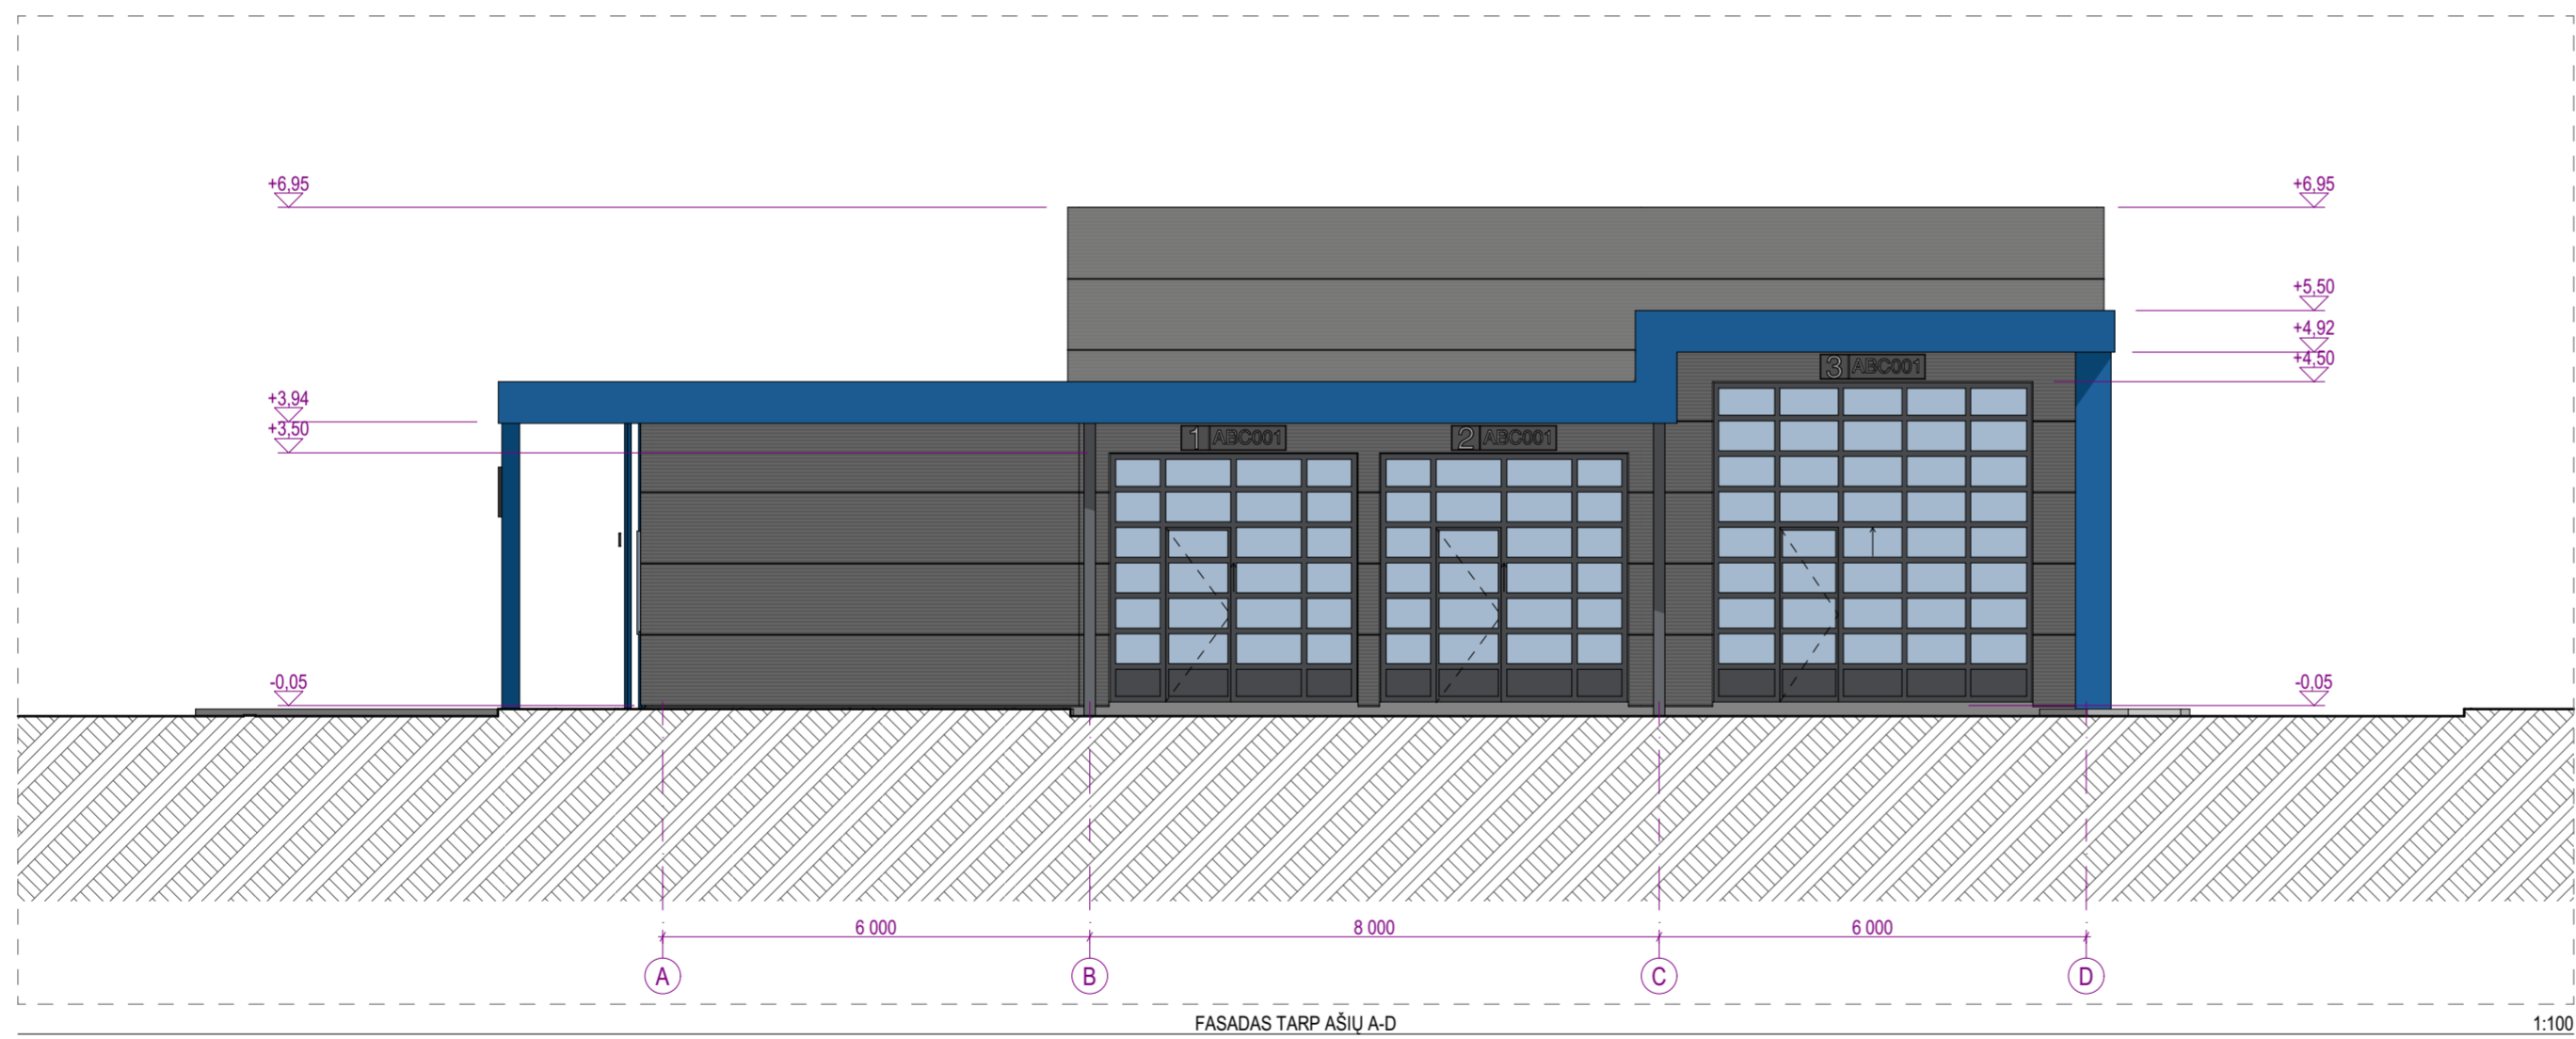 +6,95
+6,95
+5,50
+4,92
+4,50
3 ABC001
+3,94
+3,50
1 ABC001
2 ABC001
-0,05
-0,05
6 000
8 000
6 000
A
B
C
D
FASADAS TARP AŠIŲ A-D
1:100